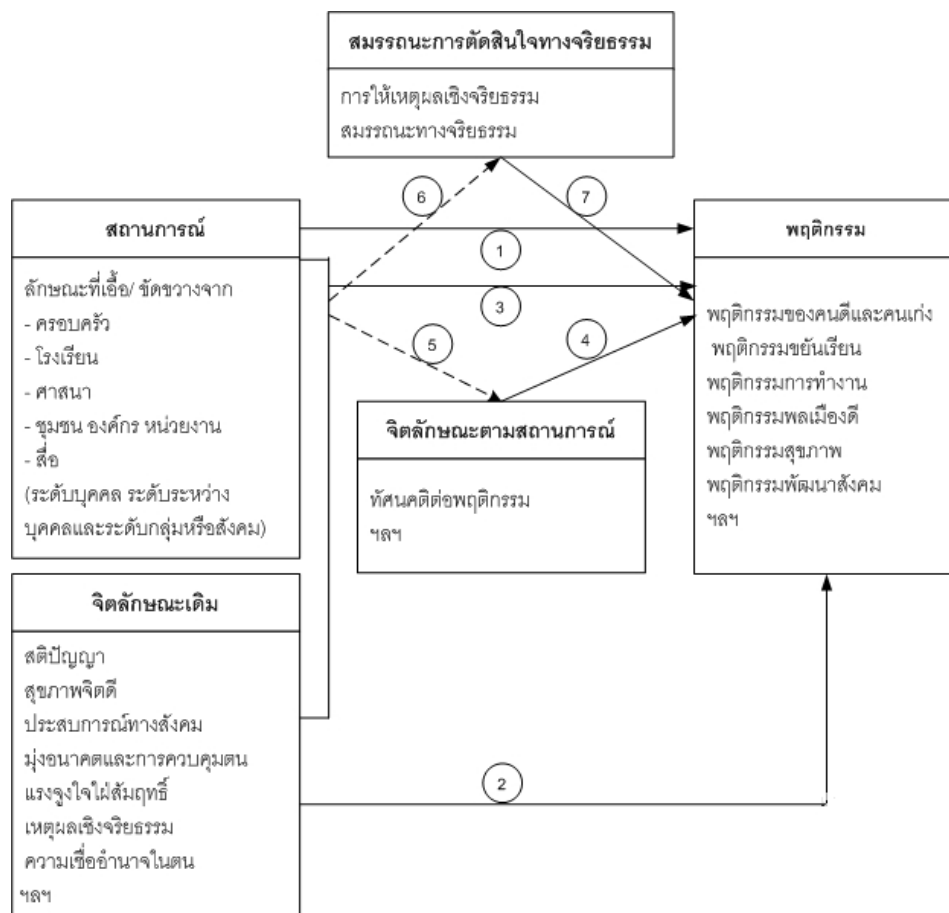 สมรรถนะการตัดสินใจทางจริยธรรม
การให้เหตุผลเชิงจริยธรรม
สมรรถนะทางจริยธรรม
6
7
สถานการณ์
ลักษณะที่เอื้อ/ ขัดขวางจาก
- ครอบครัว
- โรงเรียน
- ศาสนา
- ชุมชน องค์กร หน่วยงาน
- สื่อ
(ระดับบุคคล ระดับระหว่าง
บุคคลและระดับกลุ่มหรือสังคม)
1
3
5
4
พฤติกรรม
พฤติกรรมของคนดีและคนเก่ง
พฤติกรรมขยันเรียน
พฤติกรรมการทำงาน
พฤติกรรมพลเมืองดี
พฤติกรรมสุขภาพ
พฤติกรรมพัฒนาสังคม
ฯลฯ
จิตลักษณะตามสถานการณ์
ทัศนคติต่อพฤติกรรม
ฯลฯ
จิตลักษณะเดิม
สติปัญญา
สุขภาพจิตดี
ประสบการณ์ทางสังคม
มุ่งอนาคตและการควบคุมตน
แรงจูงใจใฝ่สัมฤทธิ์
เหตุผลเชิงจริยธรรม
ความเชื่ออำนาจในตน
ฯลฯ
2